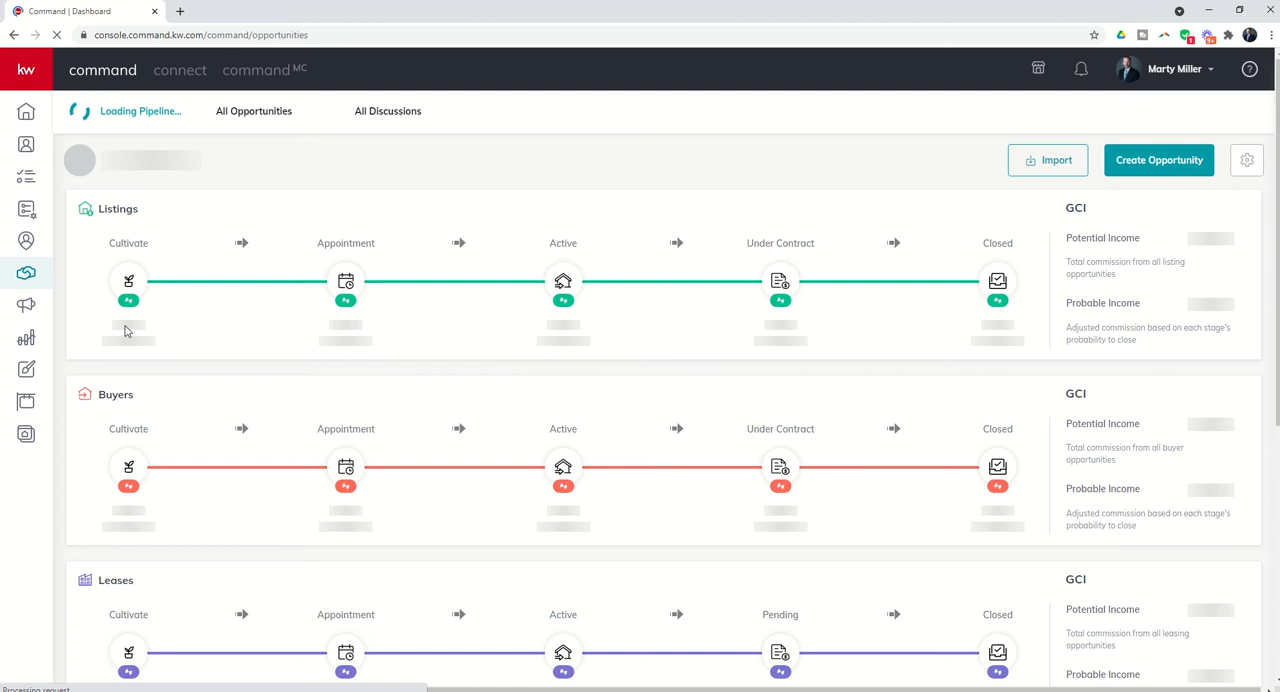 Command | Dashboard
console.command.kw.com/command/opportunities
1
9+
kw
command
connect
command MC
Marty Miller
Loading Pipeline...
All Opportunities
All Discussions
Import
Create Opportunity
Listings
Cultivate
Appointment
Active
Under Contract
Closed
GCI
Potential Income
Total commission from all listing
opportunities
Probable Income
Adjusted commission based on each stage's
probability to close
Buyers
Cultivate
Appointment
Active
Under Contract
Closed
GCI
Potential Income
Total commission from all buyer
opportunities
Probable Income
Adjusted commission based on each stage's
probability to close
Leases
Cultivate
Appointment
Active
Pending
Closed
GCI
Potential Income
Total commission from all leasing
opportunities
Probable Income
Processing request...